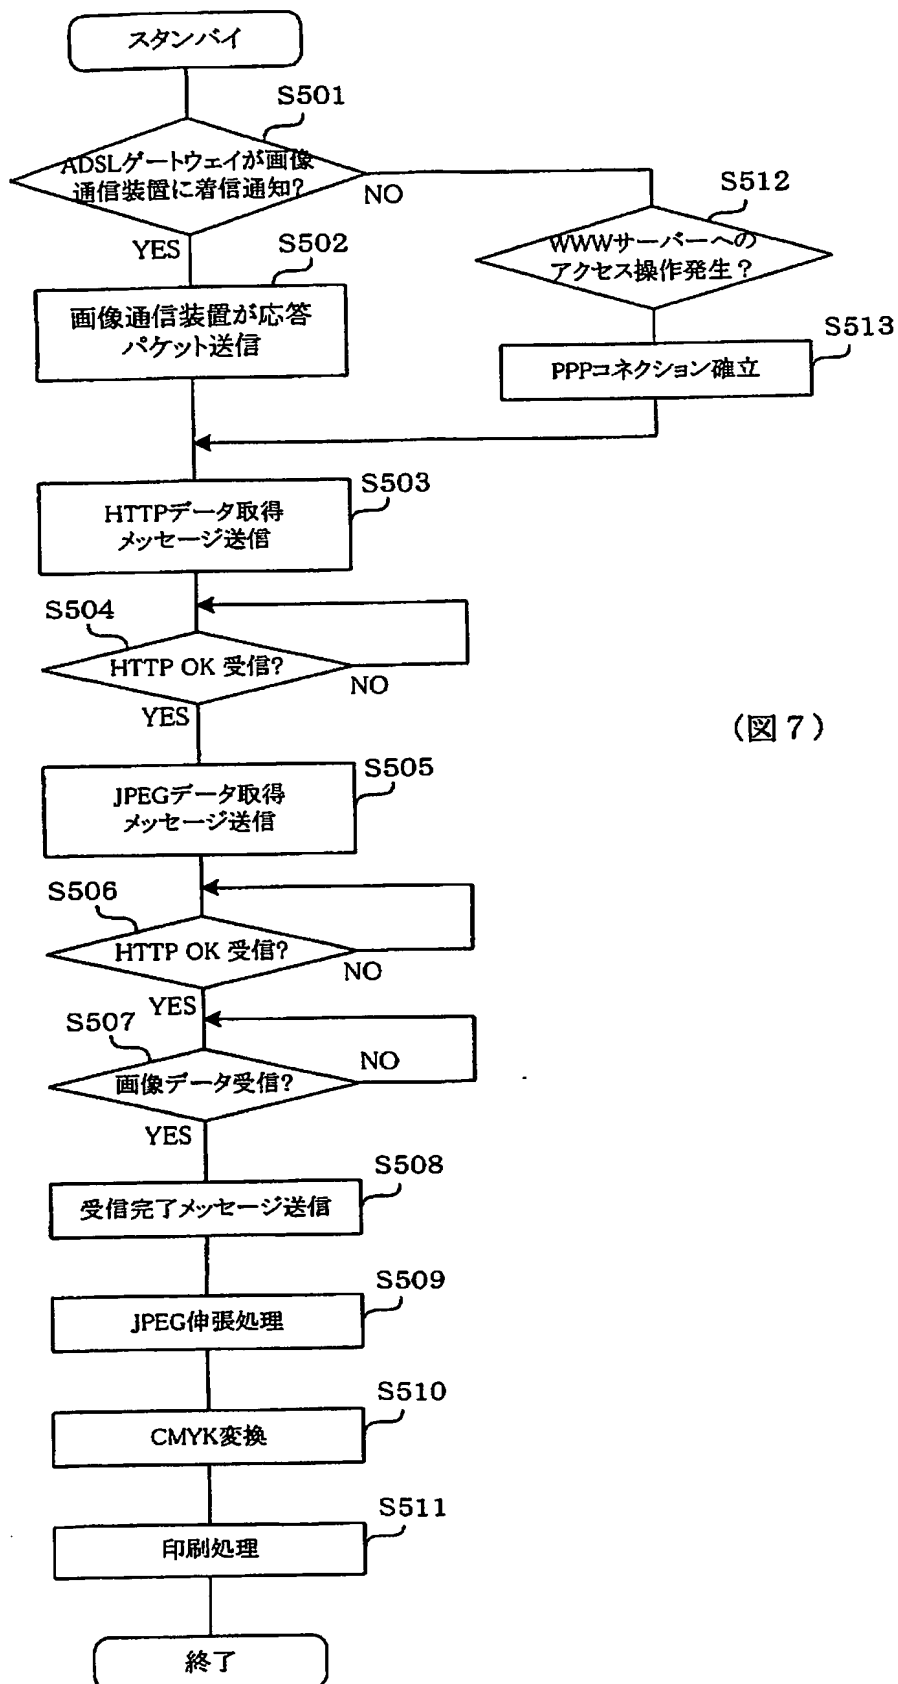 スタンバイ
S501
ADSLゲートウェイが画像
通信装置に着信通知?
NO
YES
S512
WWWサーバーへの
アクセス操作発生?
S502
画像通信装置が応答
パケット送信
S513
PPPコネクション確立
S503
HTTPデータ取得
メッセージ送信
S504
HTTP OK 受信?
NO
YES
(図7)
S505
JPEGデータ取得
メッセージ送信
S506
HTTP OK 受信?
NO
YES
S507
画像データ受信?
NO
YES
S508
受信完了メッセージ送信
S509
JPEG伸張処理
S510
CMYK変換
S511
印刷処理
終了